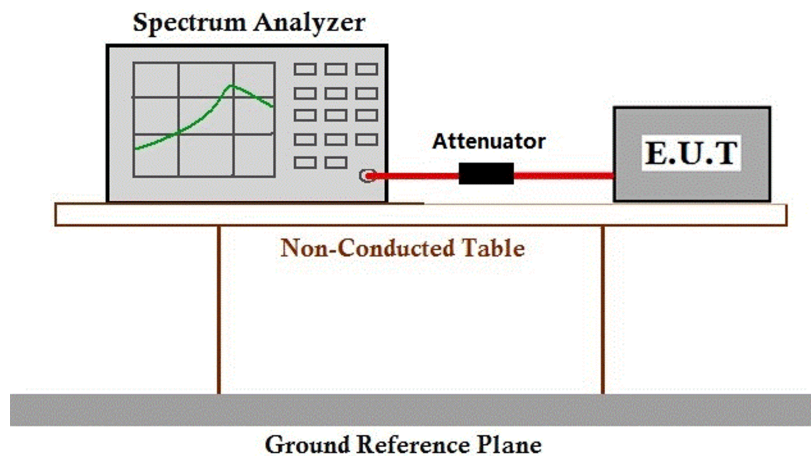 Spectrum Analyzer
Attenuator
E.U.T
Non-Conducted Table
Ground Reference Plane